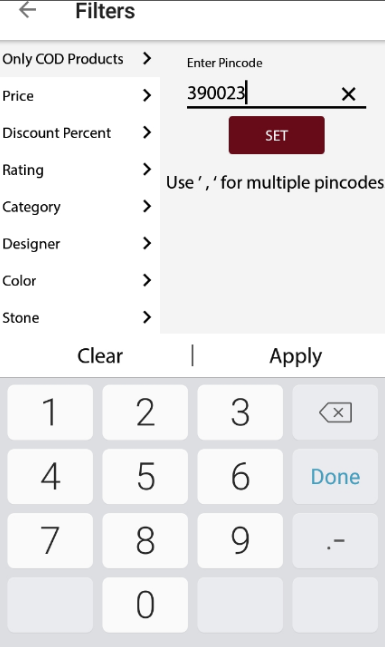 Filters
Only COD Products
Price
Discount Percent
Rating
Category
Designer
Color
Stone
Enter Pincode
390023
SET
Use ’ , ‘ for multiple pincodes
Clear | Apply
1 2 3
4 5 6 Done
7 8 9 .-
0